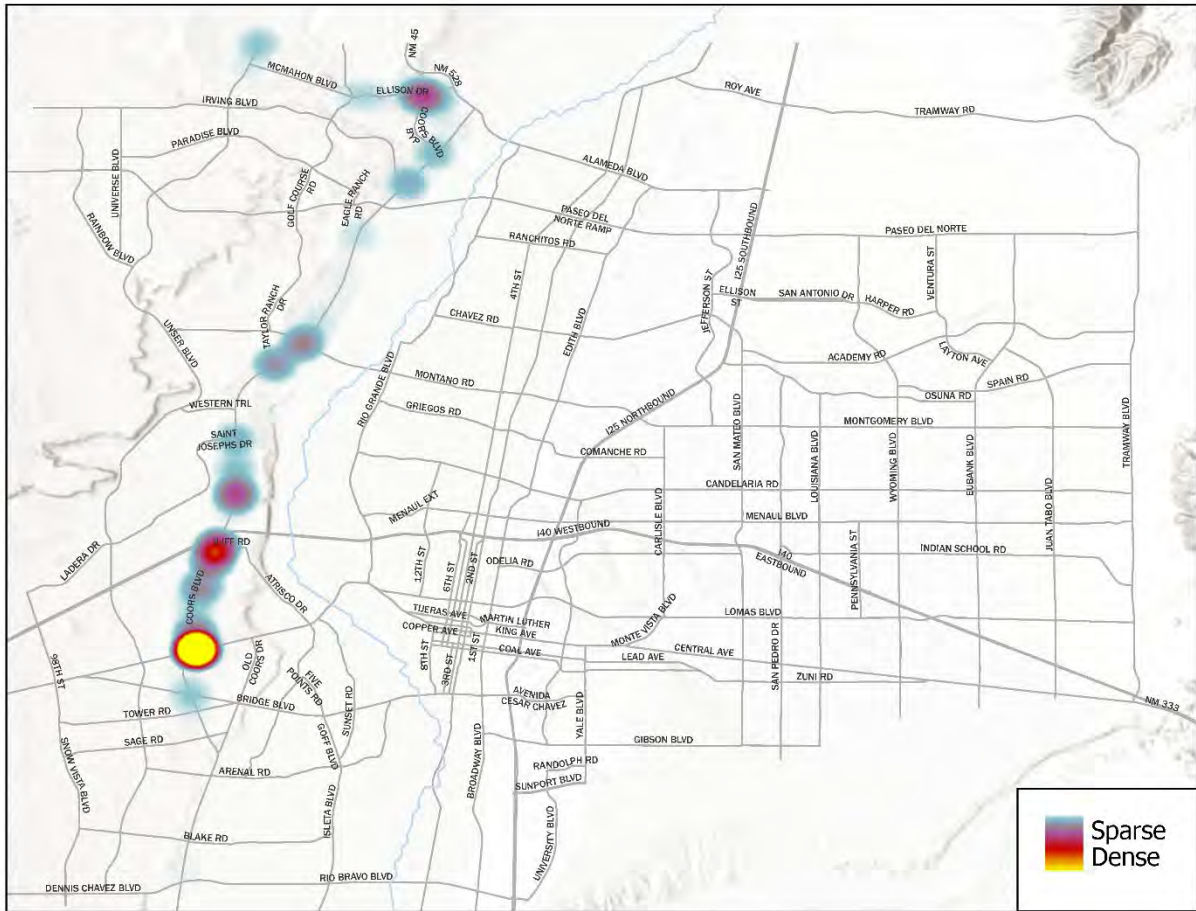 NM 45
NM 528
MCMAHON BLVD
ELLISON DR
IRVING BLVD
COORS BLVD
BYP
ROY AVE
TRAMWAY RD
PARADISE BLVD
UNIVERSE BLVD
GOLF COURSE
RD
EAGLE RANCH
RD
ALAMEDA BLVD
RAINBOW BLVD
PASEO DEL
NORTE RAMP
PASEO DEL NORTE
RANCHITOS RD
I25 SOUTHBOUND
4TH ST
JEFFERSON ST
ELLISON
ST
SAN ANTONIO DR
HARPER RD
VENTURA ST
UNSER BLVD
TAYLOR RANCH
DR
CHAVEZ RD
EDITH BLVD
ACADEMY RD
LAYTON AVE
RIO GRANDE BLVD
MONTANO RD
SPAIN RD
OSUNA RD
WESTERN TRL
GRIEGOS RD
I25 NORTHBOUND
MONTGOMERY BLVD
TRAMWAY BLVD
SAINT
JOSEPHS DR
COMANCHE RD
SAN MATEO BLVD
LOUISIANA BLVD
WYOMING BLVD
EUBANK BLVD
CANDELARIA RD
JUAN TABO BLVD
MENAUL EXT
MENAUL BLVD
CARLISLE BLVD
I40 WESTBOUND
LADERA DR
ILIFF RD
12TH ST
6TH ST
2ND ST
ODELIA RD
I40
EASTBOUND
PENNSYLVANIA ST
INDIAN SCHOOL RD
COORS BLVD
ATRISCO DR
TIJERAS AVE
MARTIN LUTHER
KING AVE
LOMAS BLVD
COPPER AVE
MONTE VISTA BLVD
98TH ST
OLD
COORS DR
8TH ST
3RD ST
1ST ST
COAL AVE
LEAD AVE
CENTRAL AVE
SAN PEDRO DR
ZUNI RD
FIVE
POINTS RD
SUNSET RD
BRIDGE BLVD
AVENIDA
CESAR CHAVEZ
YALE BLVD
NM 333
TOWER RD
SAGE RD
GOFF BLVD
BROADWAY BLVD
GIBSON BLVD
SNOW VISTA BLVD
ARENAL RD
RANDOLPH RD
SUNPORT BLVD
ISLETA BLVD
BLAKE RD
UNIVERSITY BLVD
RIO BRAVO BLVD
DENNIS CHAVEZ BLVD
Sparse
Dense